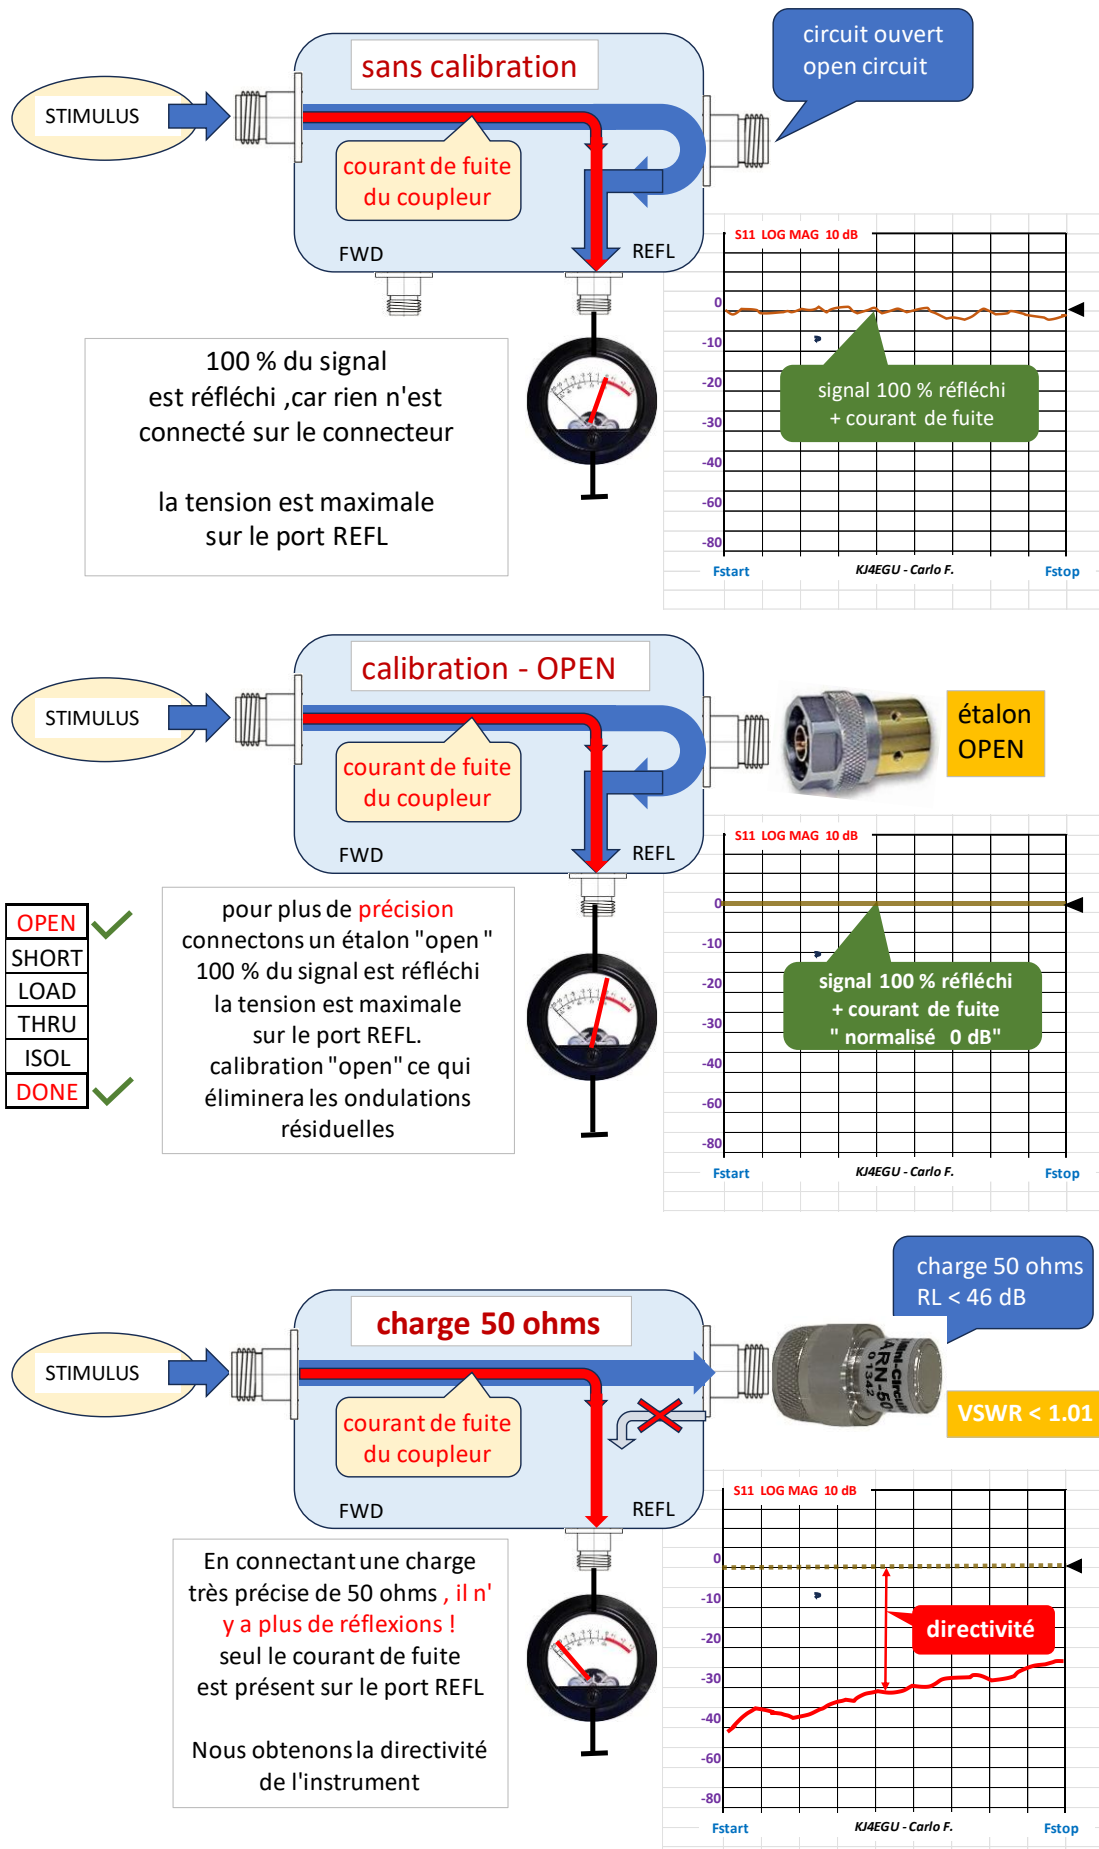 sans calibration
circuit ouvert
open circuit
STIMULUS
courant de fuite
du coupleur
FWD
REFL
S11 LOG MAG 10 dB
0
-10
-20
-30
-40
-60
-80
signal 100 % réfléchi
+ courant de fuite
Fstart
KJ4EGU - Carlo F.
Fstop
100 % du signal
est réfléchi ,car rien n'est
connecté sur le connecteur
la tension est maximale
sur le port REFL
calibration - OPEN
STIMULUS
étalon
OPEN
courant de fuite
du coupleur
FWD
REFL
S11 LOG MAG 10 dB
0
-10
-20
-30
-40
-60
-80
signal 100 % réfléchi
+ courant de fuite
" normalisé 0 dB"
Fstart
KJ4EGU - Carlo F.
Fstop
OPEN
SHORT
LOAD
THRU
ISOL
DONE
pour plus de précision
connectons un étalon "open "
100 % du signal est réfléchi
la tension est maximale
sur le port REFL.
calibration "open" ce qui
éliminera les ondulations
résiduelles
charge 50 ohms
charge 50 ohms
RL < 46 dB
STIMULUS
Mini-Circu
ARN-50
01342
VSWR < 1.01
courant de fuite
du coupleur
FWD
REFL
S11 LOG MAG 10 dB
0
-10
-20
-30
-40
-60
-80
directivité
Fstart
KJ4EGU - Carlo F.
Fstop
En connectant une charge
très précise de 50 ohms , il n'
y a plus de réflexions !
seul le courant de fuite
est présent sur le port REFL
Nous obtenons la directivité
de l'instrument